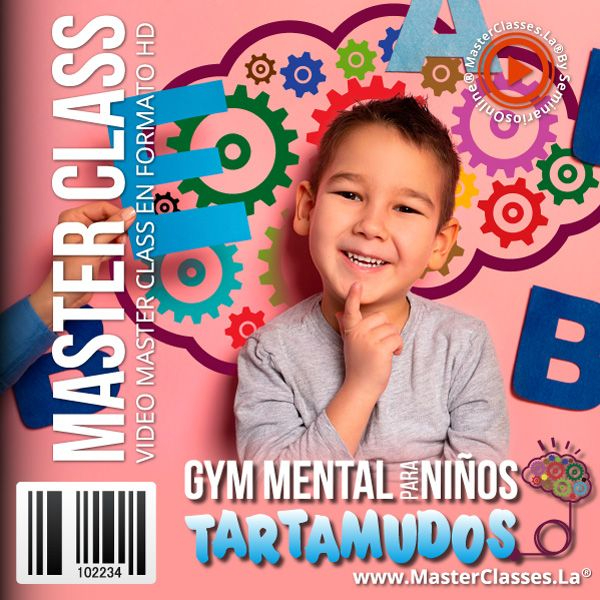 MASTER CLASS
VIDEO MASTER CLASS EN FORMATO HD
MasterClasses.La®By SeminariosOnline®
A
E
B
B
GYM MENTAL PARA NIÑOS
TARTAMUDOS
102234
www.MasterClasses.La®